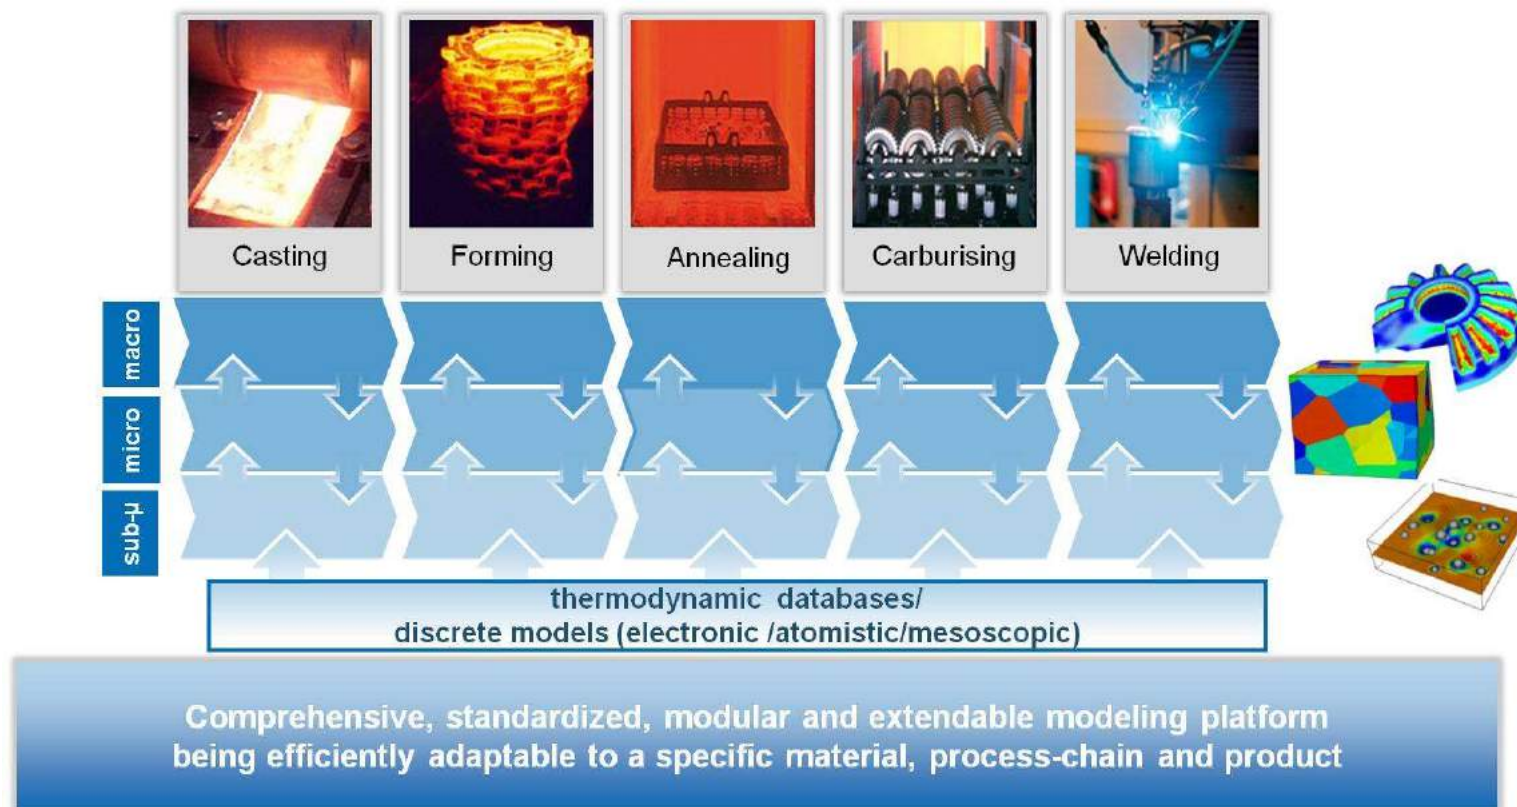 Casting
Forming
Annealing
Carburising
Welding
macro
micro
sub-µ
thermodynamic databases/
discrete models (electronic /atomistic/mesoscopic)
Comprehensive, standardized, modular and extendable modeling platform
being efficiently adaptable to a specific material, process-chain and product